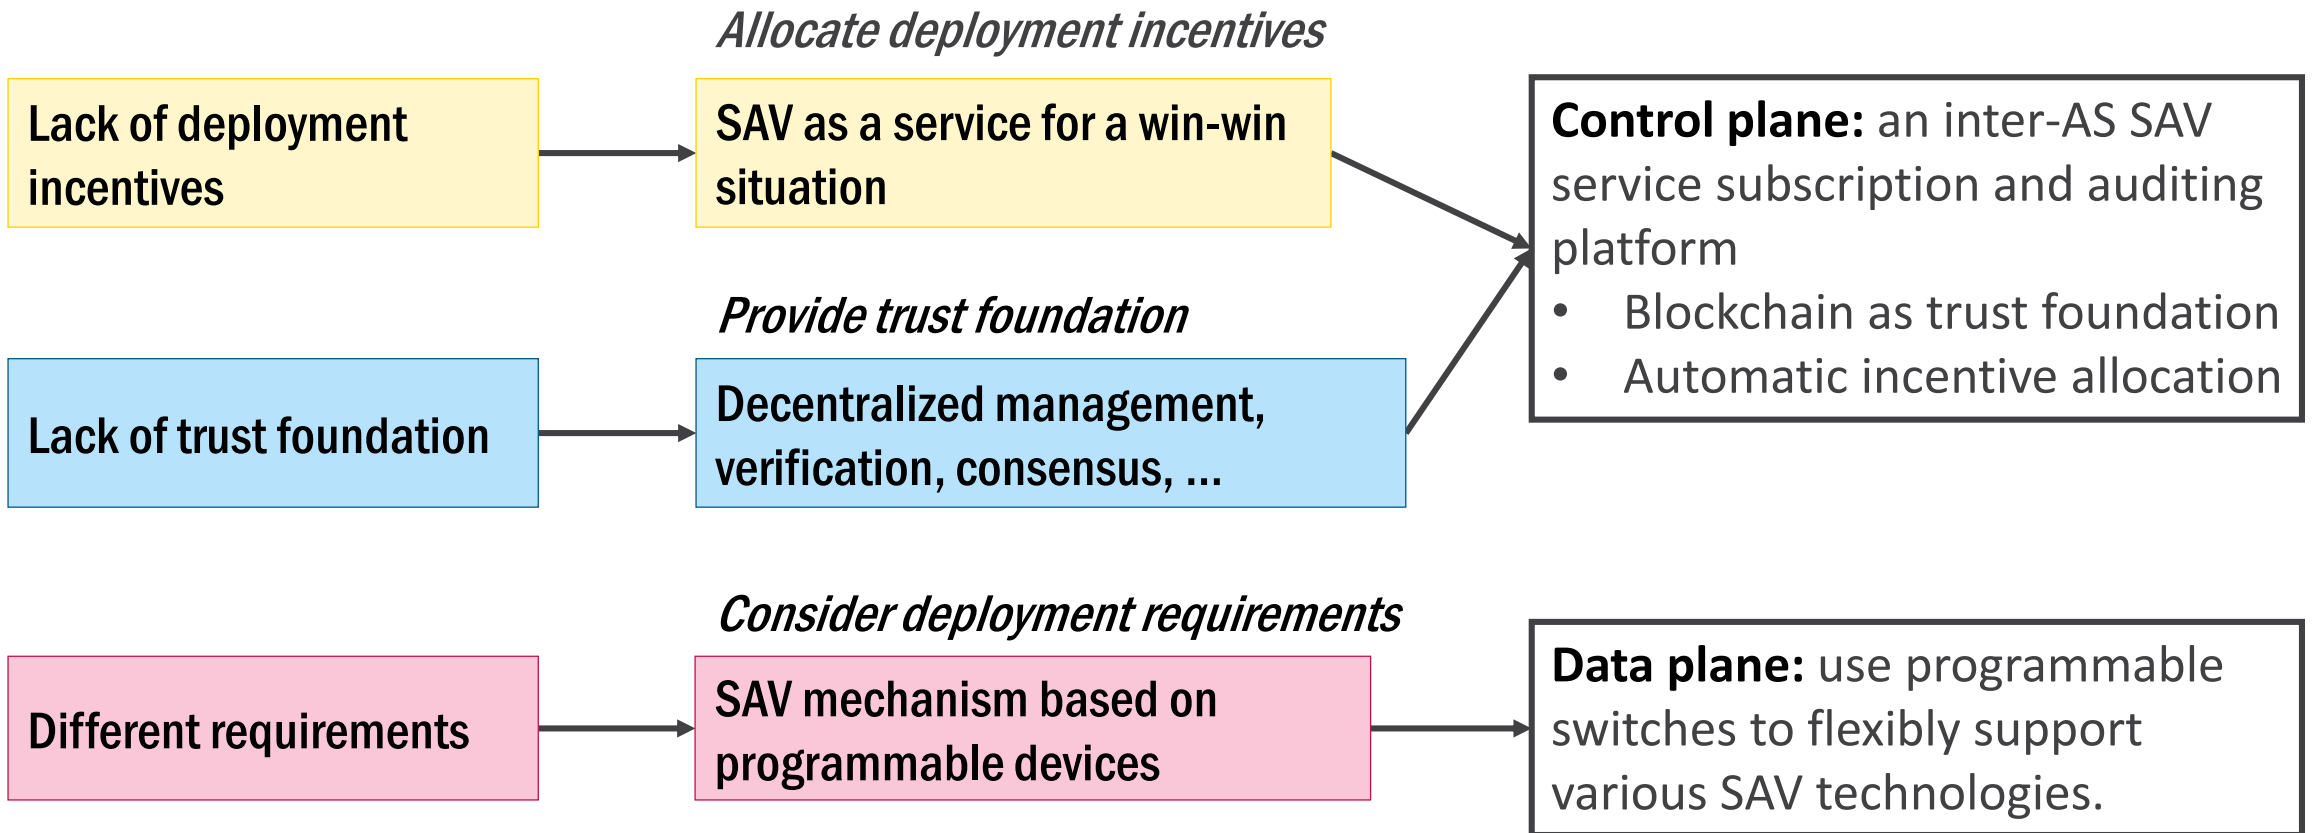 Allocate deployment incentives
Lack of deployment
incentives
SAV as a service for a win-win
situation
Control plane: an inter-AS SAV
service subscription and auditing
platform
• Blockchain as trust foundation
• Automatic incentive allocation
Provide trust foundation
Lack of trust foundation
Decentralized management,
verification, consensus, ...
Consider deployment requirements
Different requirements
SAV mechanism based on
programmable devices
Data plane: use programmable
switches to flexibly support
various SAV technologies.